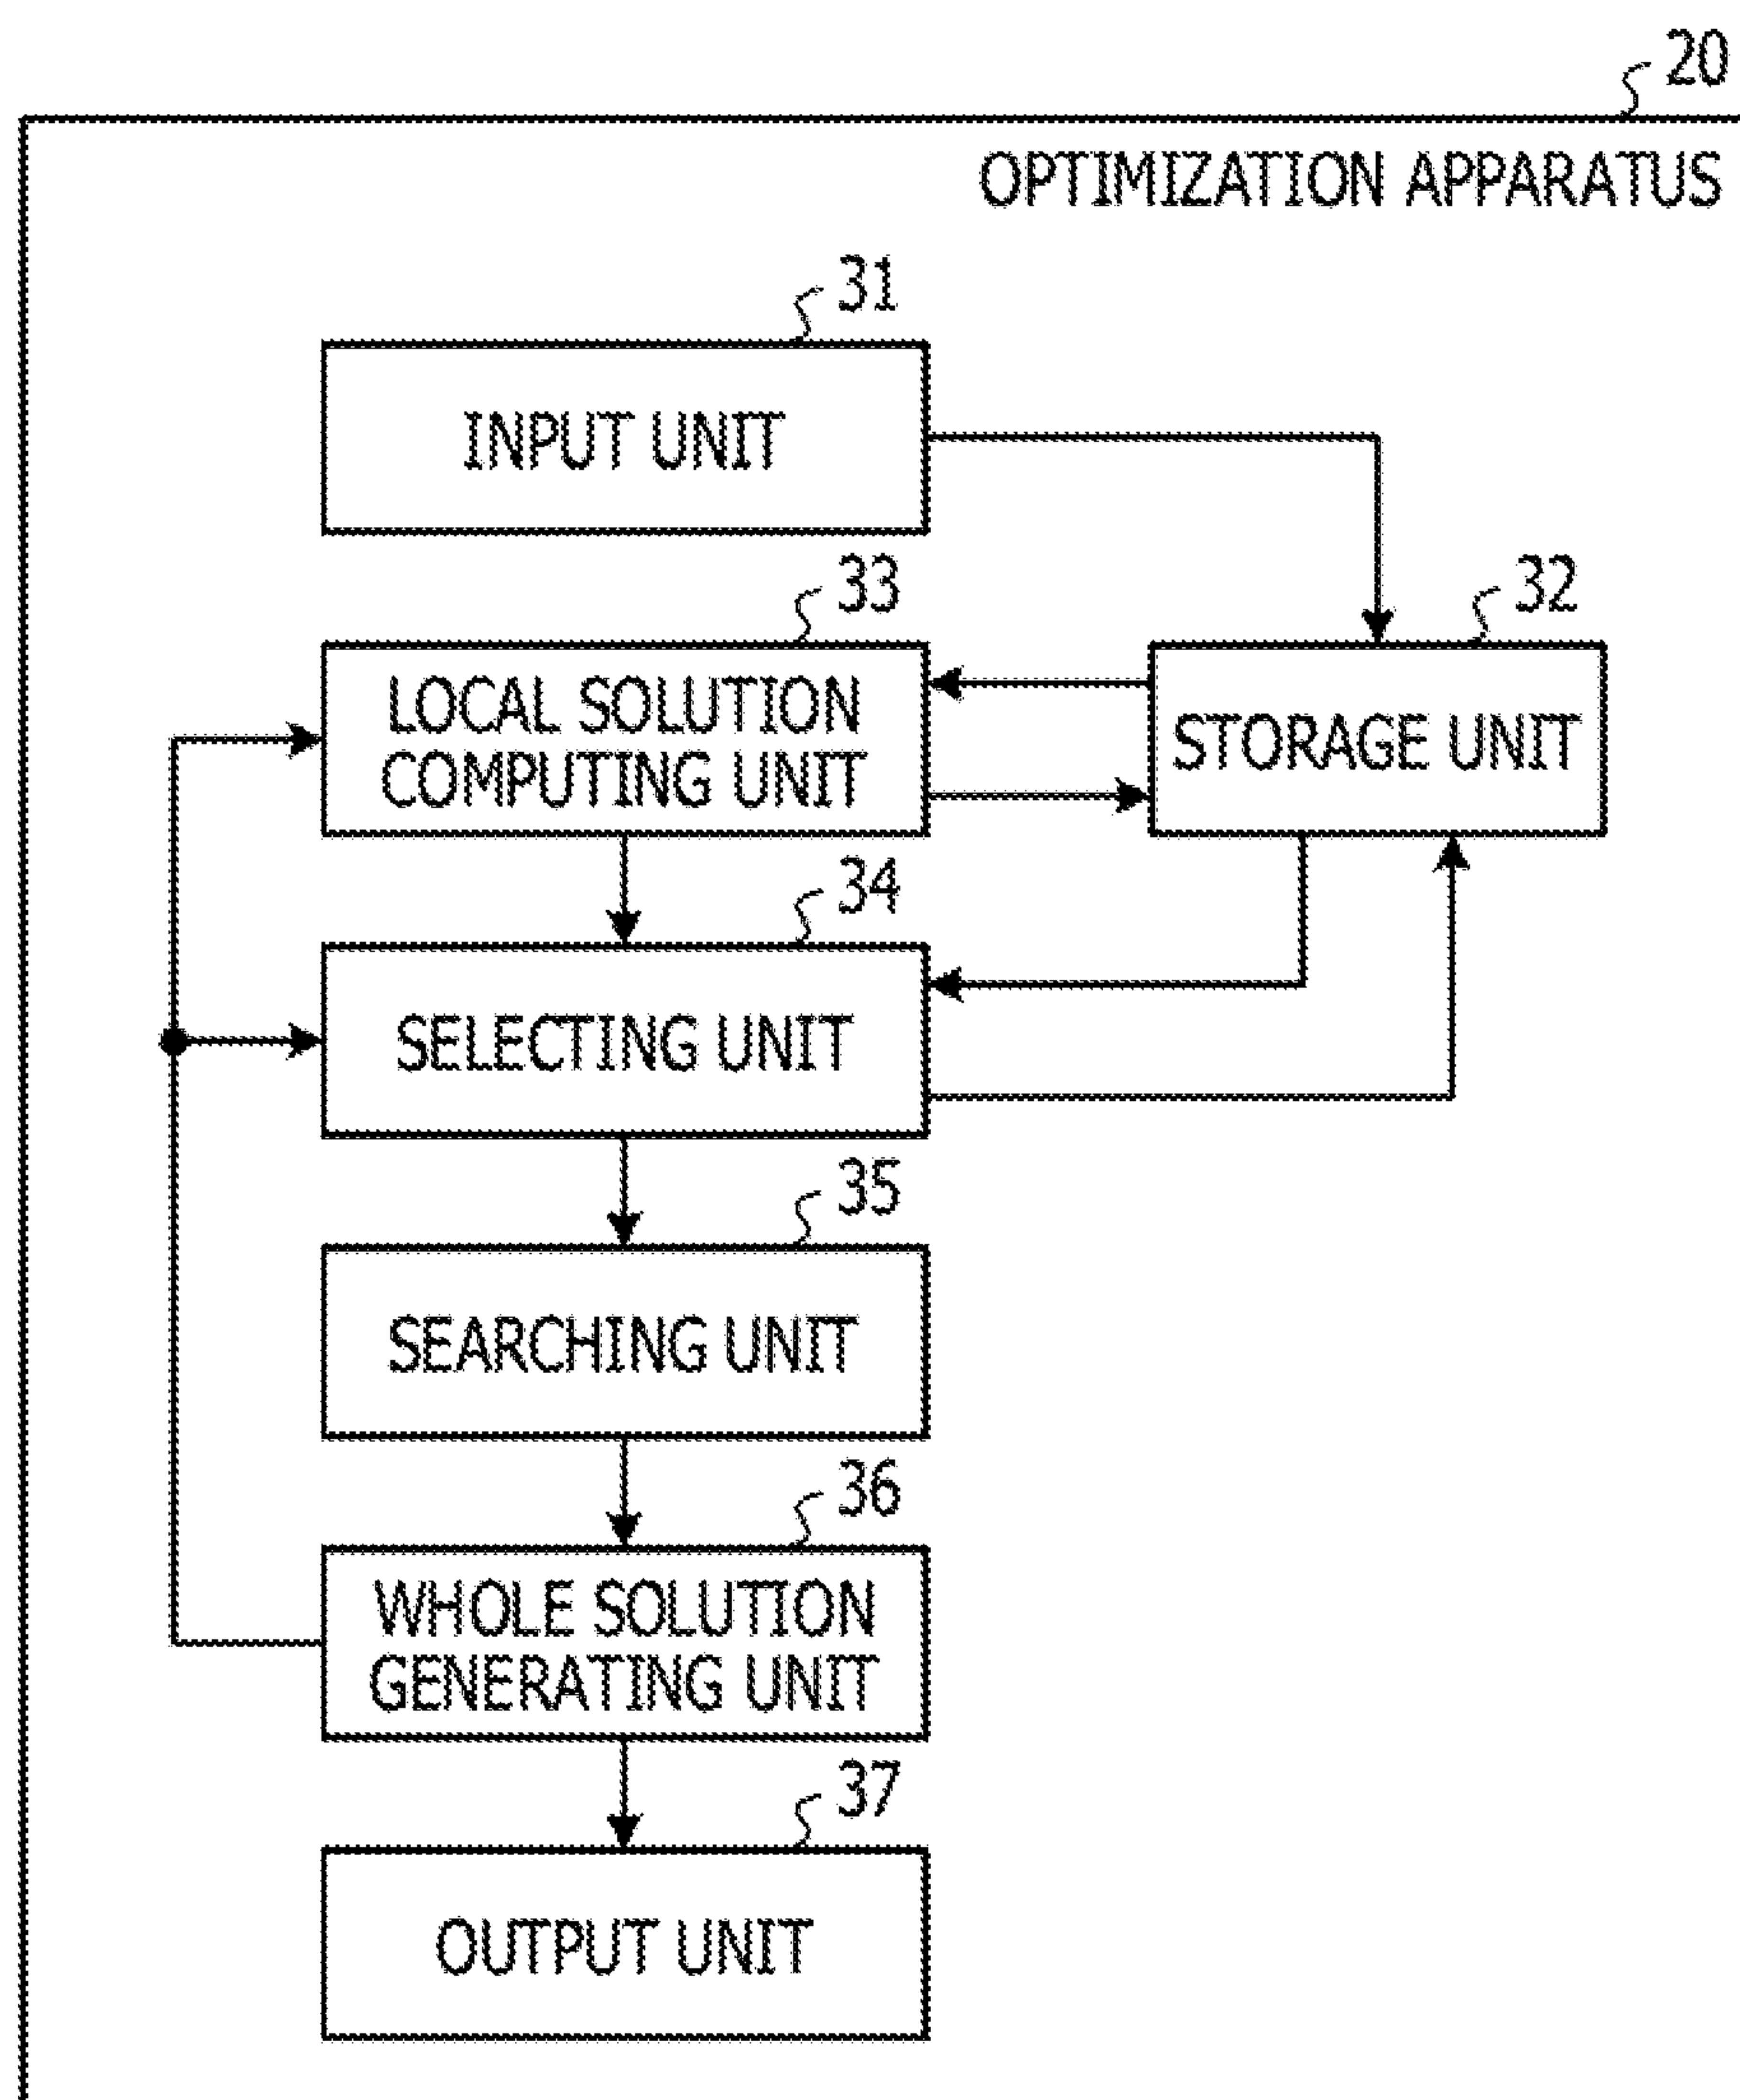 20
OPTIMIZATION APPARATUS
31
INPUT UNIT
33
LOCAL SOLUTION
COMPUTING UNIT
32
STORAGE UNIT
34
SELECTING UNIT
35
SEARCHING UNIT
36
WHOLE SOLUTION
GENERATING UNIT
37
OUTPUT UNIT